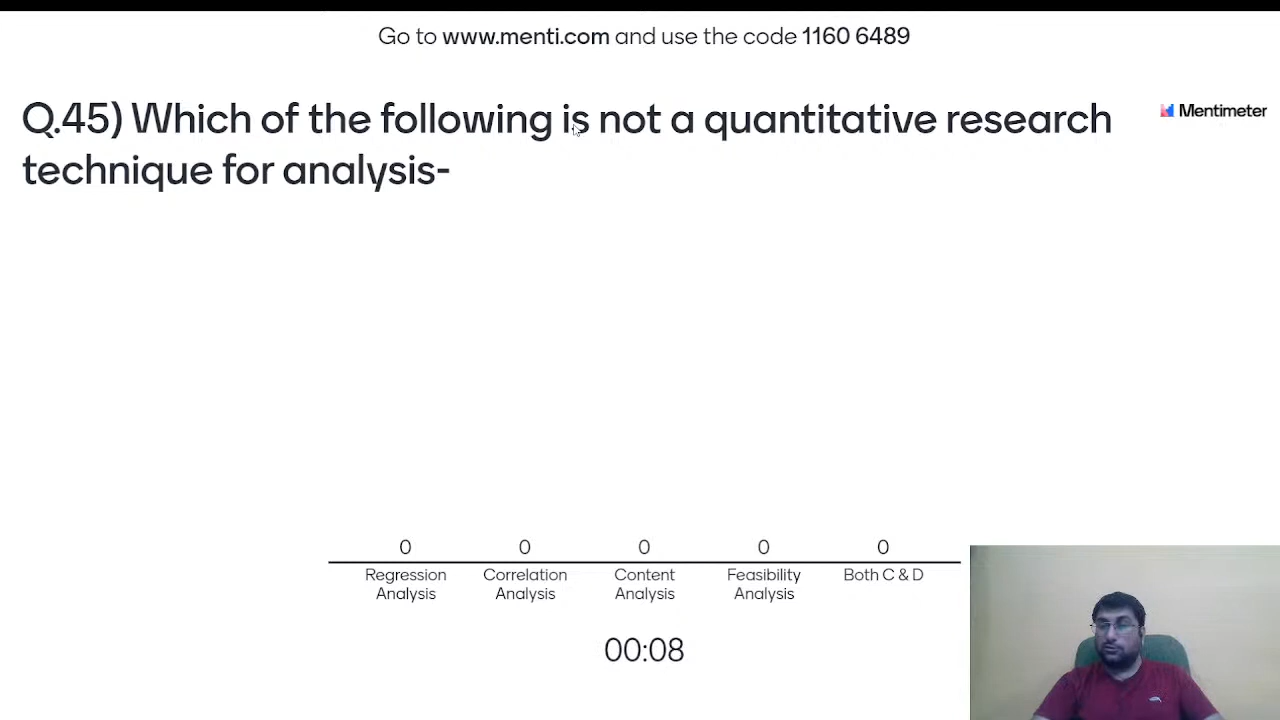 Go to www.menti.com and use the code 1160 6489
Q.45) Which of the following is not a quantitative research
technique for analysis-
Mentimeter
0 0 0 0 0
Regression Correlation Content Feasibility Both C & D
Analysis Analysis Analysis Analysis
00:08